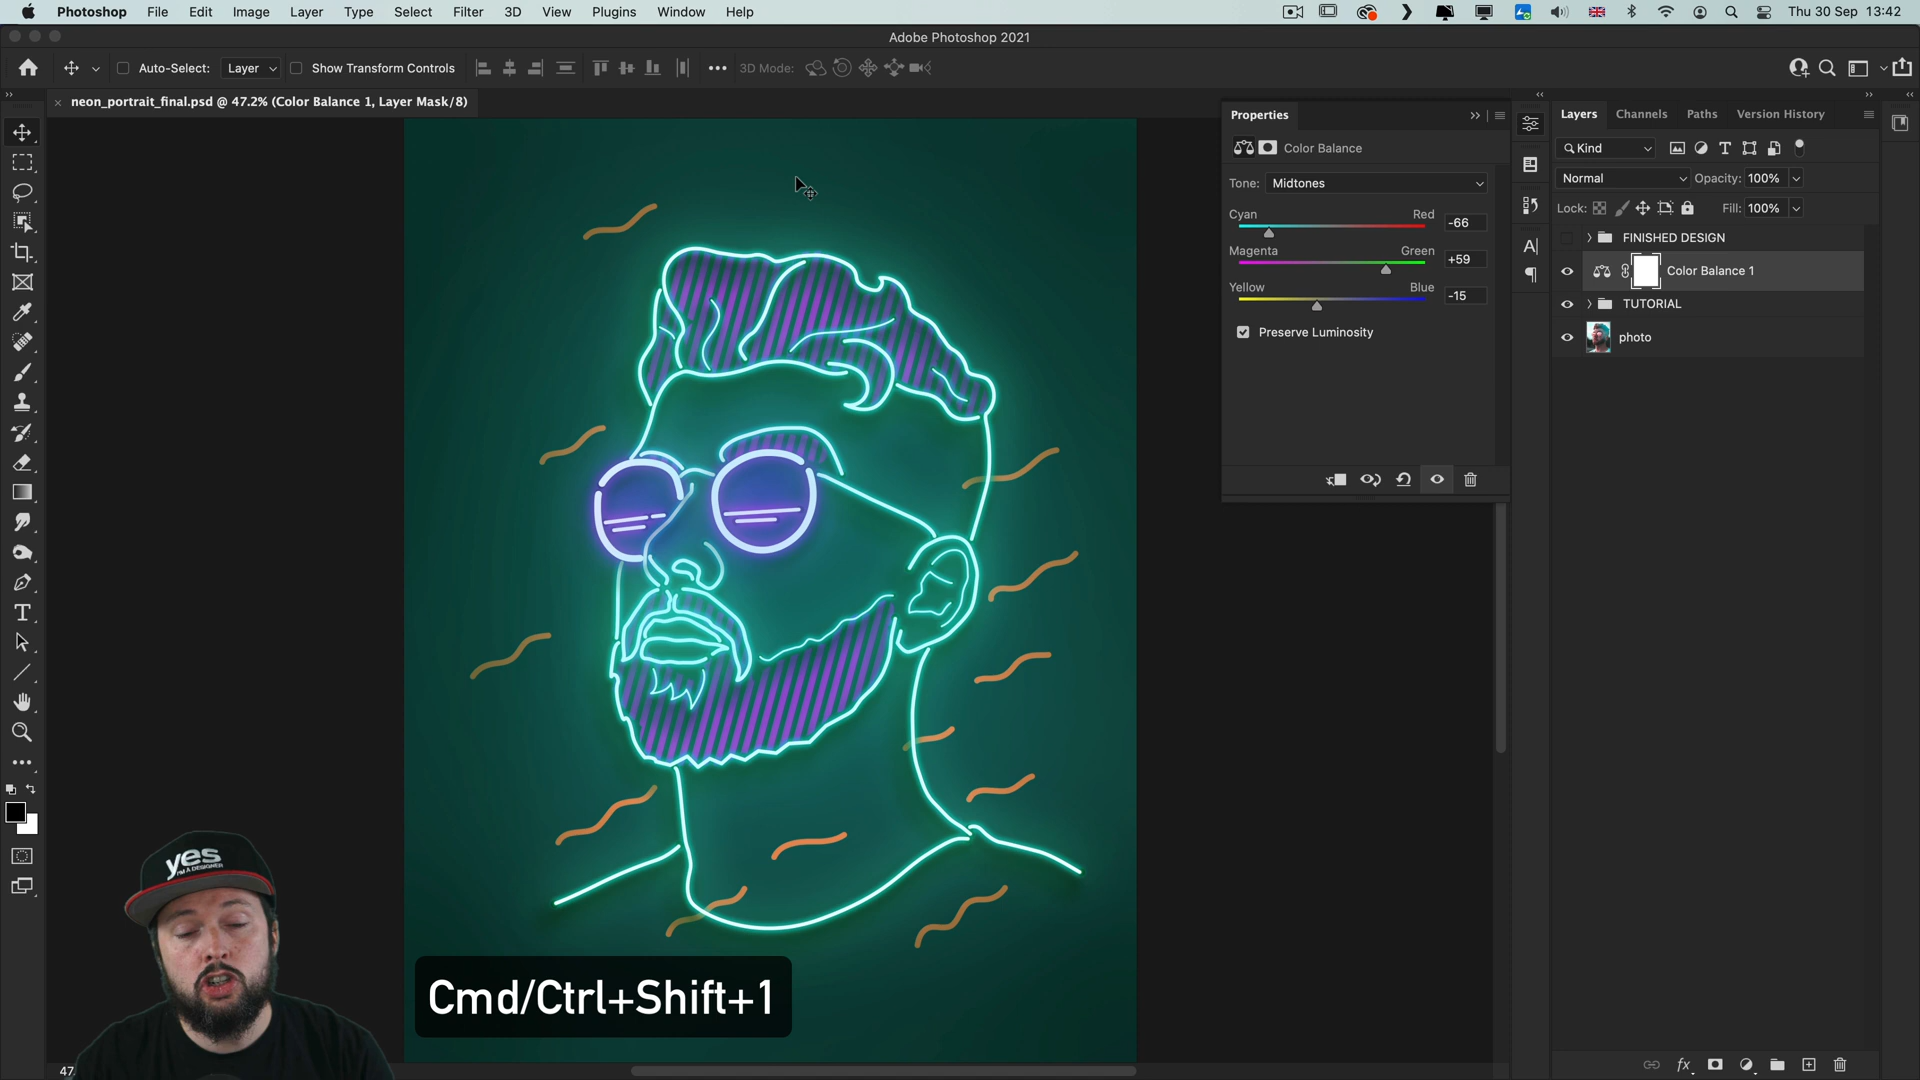 Photoshop File Edit Image Layer Type Select Filter 3D View Plugins Window Help Thu 30 Sep 13:42
Adobe Photoshop 2021
Auto-Select: Layer Show Transform Controls 3D Mode:
neon_portrait_final.psd @ 47.2% (Color Balance 1, Layer Mask/8)
Properties
Color Balance
Tone: Midtones
Cyan Red -66
Magenta Green +59
Yellow Blue -15
Preserve Luminosity
Layers Channels Paths Version History
Kind
Normal Opacity: 100%
Lock: Fill: 100%
FINISHED DESIGN
Color Balance 1
TUTORIAL
photo
yes
I'M A DESIGNER
Cmd/Ctrl+Shift+1
47.